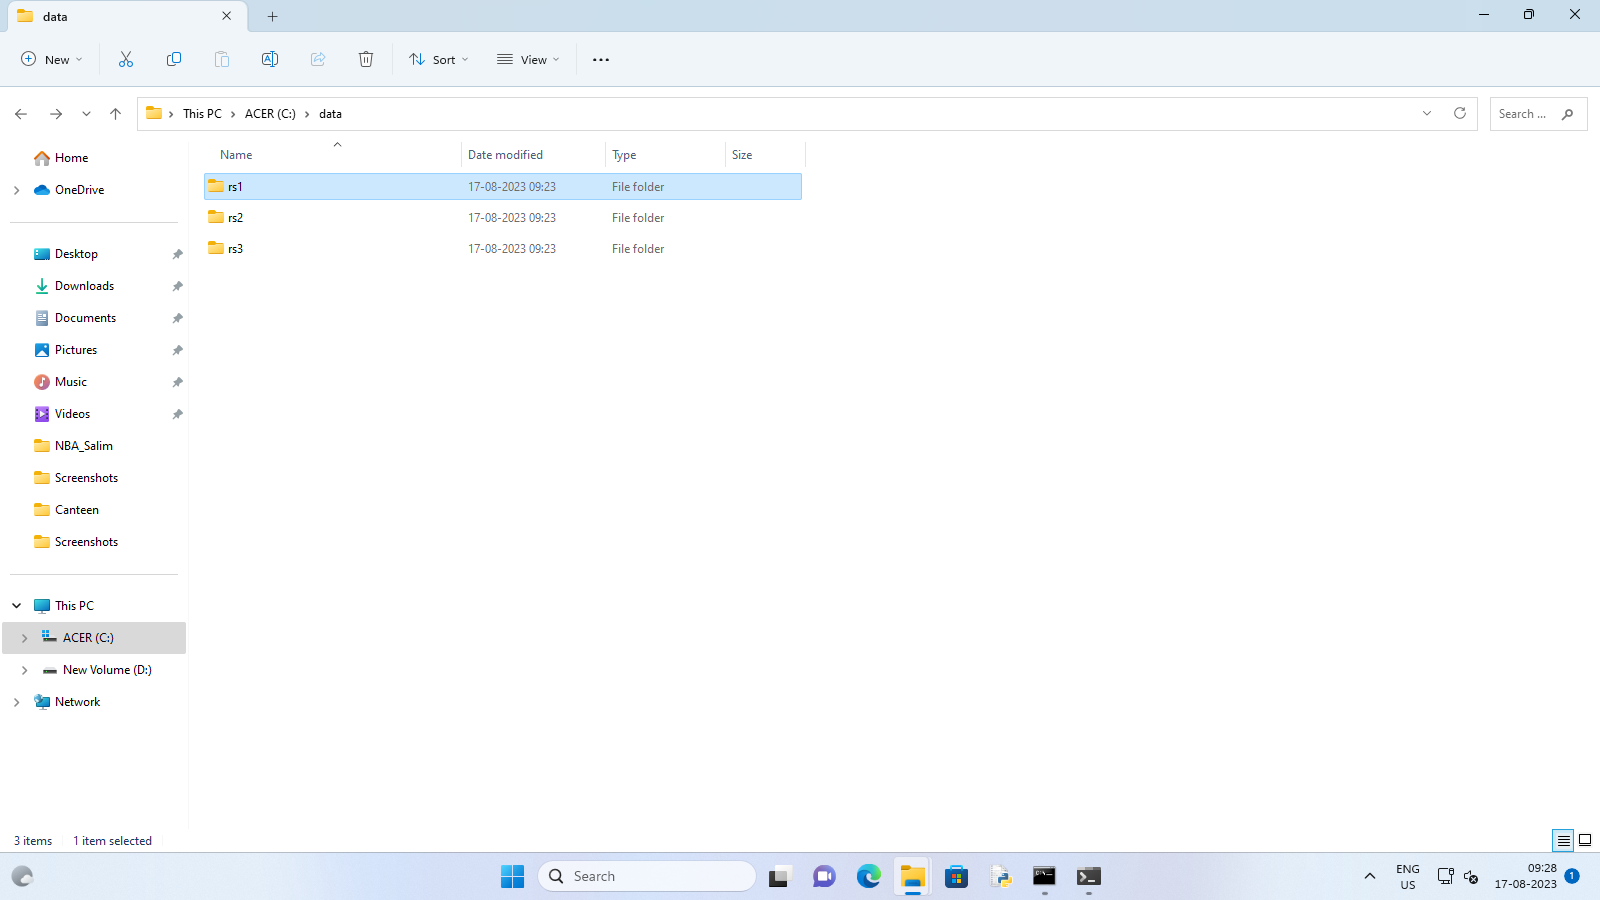 data
New
Sort
View
This PC
ACER (C:)
data
Search ...
Name Date modified Type Size
rs1 17-08-2023 09:23 File folder
rs2 17-08-2023 09:23 File folder
rs3 17-08-2023 09:23 File folder
Home
OneDrive
Desktop
Downloads
Documents
Pictures
Music
Videos
NBA_Salim
Screenshots
Canteen
Screenshots
This PC
ACER (C:)
New Volume (D:)
Network
3 items 1 item selected
Search
ENG
US
09:28
17-08-2023
1